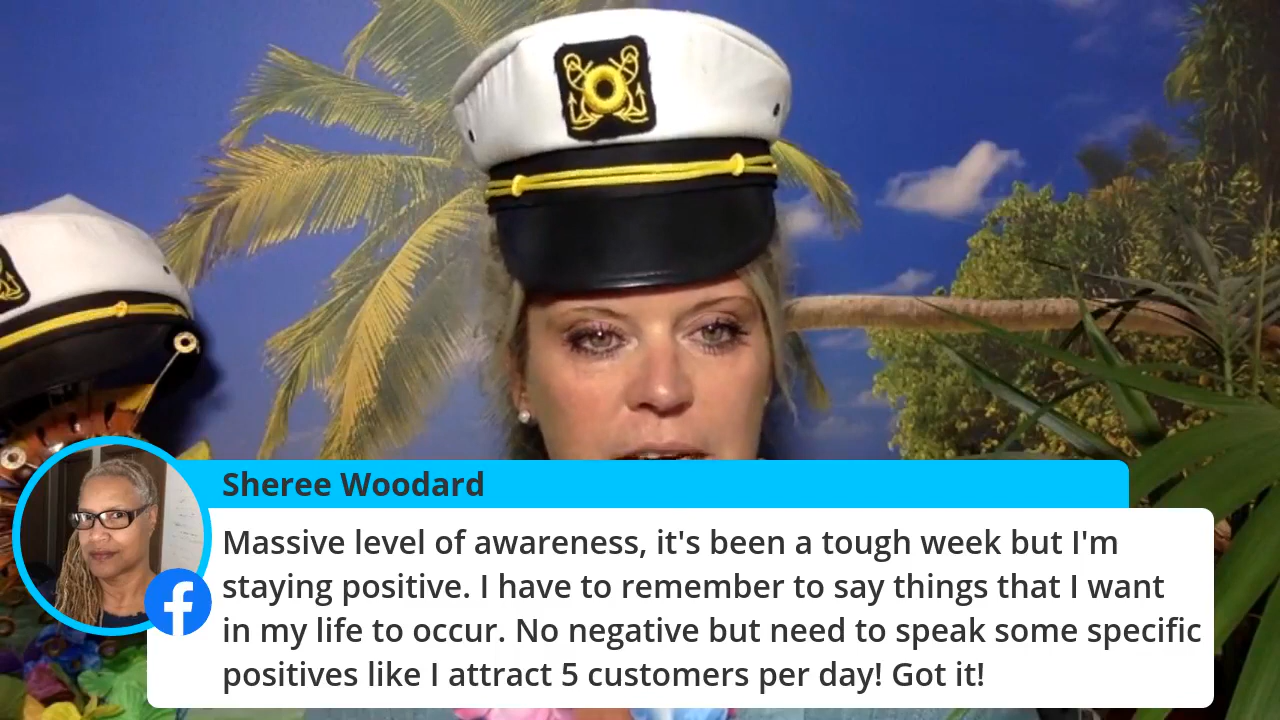 Sheree Woodard
Massive level of awareness, it's been a tough week but I'm
staying positive. I have to remember to say things that I want
in my life to occur. No negative but need to speak some specific
positives like I attract 5 customers per day! Got it!